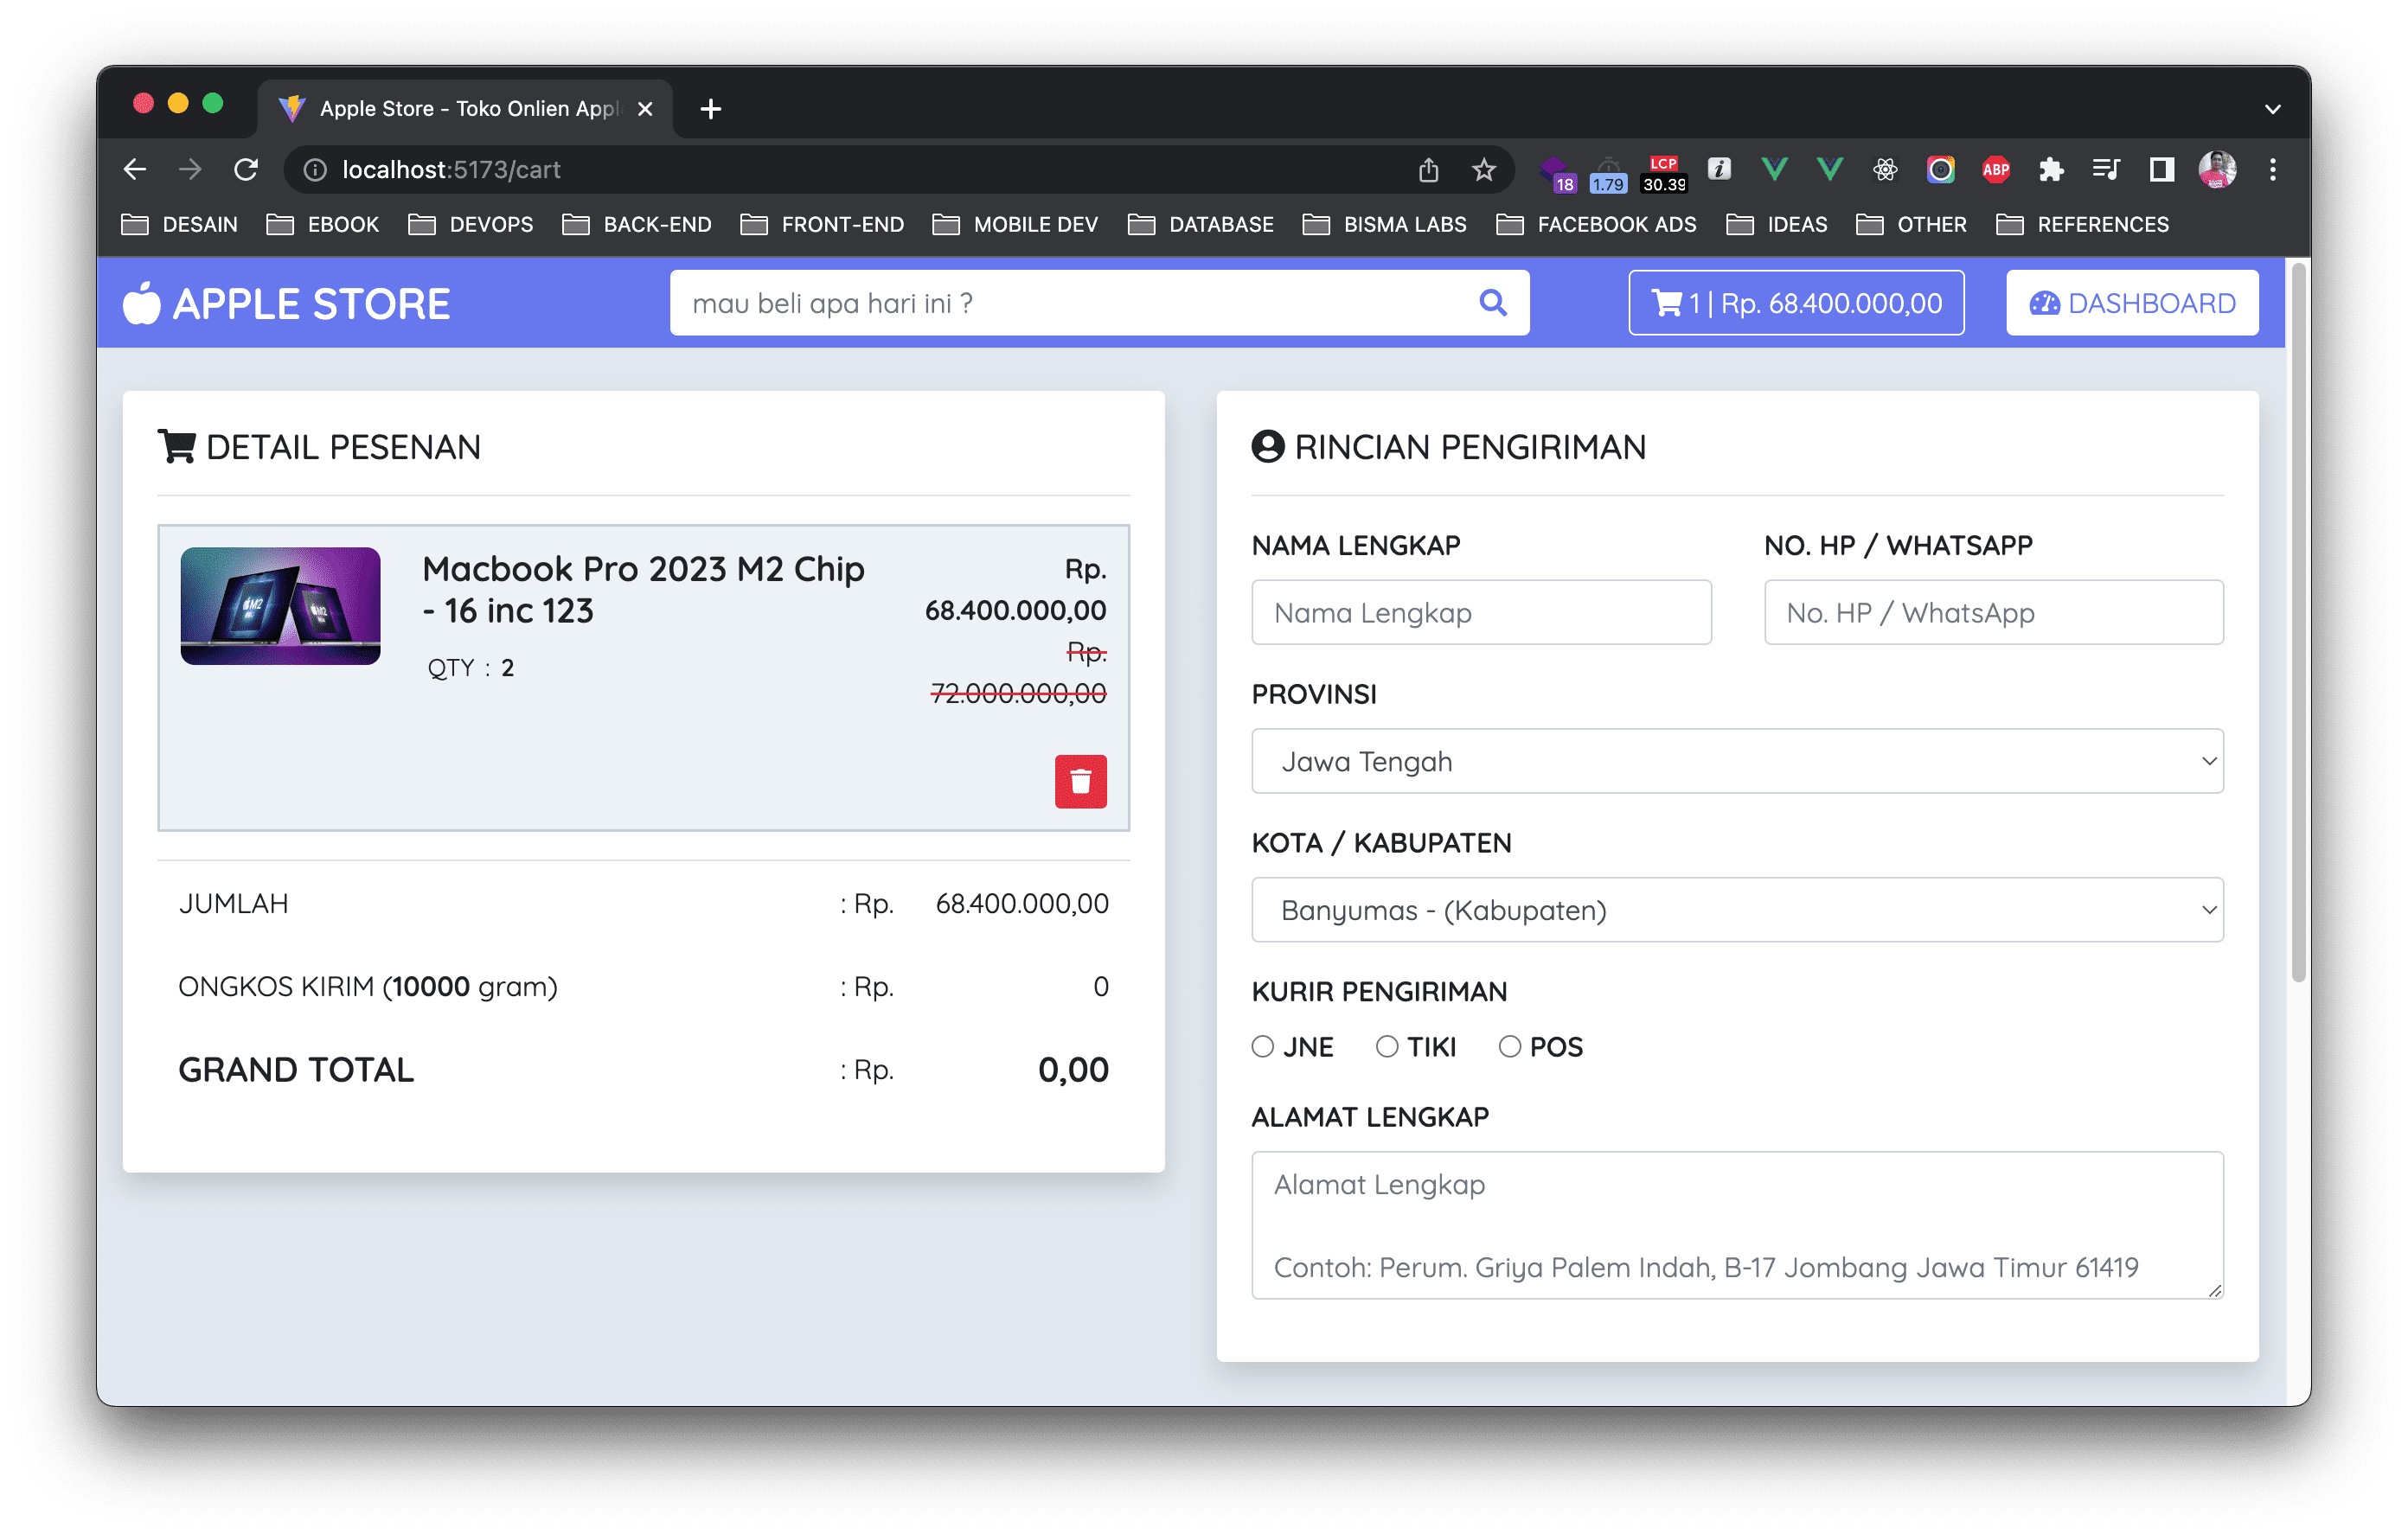 Apple Store - Toko Onlien Appl
localhost:5173/cart
18
1.79
LCP
30.39
ABP
DESAIN
EBOOK
DEVOPS
BACK-END
FRONT-END
MOBILE DEV
DATABASE
BISMA LABS
FACEBOOK ADS
IDEAS
OTHER
REFERENCES
APPLE STORE
mau beli apa hari ini ?
1 | Rp. 68.400.000,00
DASHBOARD
DETAIL PESENAN
M2
M2
Macbook Pro 2023 M2 Chip
- 16 inc 123
QTY : 2
Rp.
68.400.000,00
Rp.
72.000.000,00
JUMLAH : Rp. 68.400.000,00
ONGKOS KIRIM (10000 gram) : Rp. 0
GRAND TOTAL : Rp. 0,00
RINCIAN PENGIRIMAN
NAMA LENGKAP
Nama Lengkap
NO. HP / WHATSAPP
No. HP / WhatsApp
PROVINSI
Jawa Tengah
KOTA / KABUPATEN
Banyumas - (Kabupaten)
KURIR PENGIRIMAN
JNE TIKI POS
ALAMAT LENGKAP
Alamat Lengkap
Contoh: Perum. Griya Palem Indah, B-17 Jombang Jawa Timur 61419